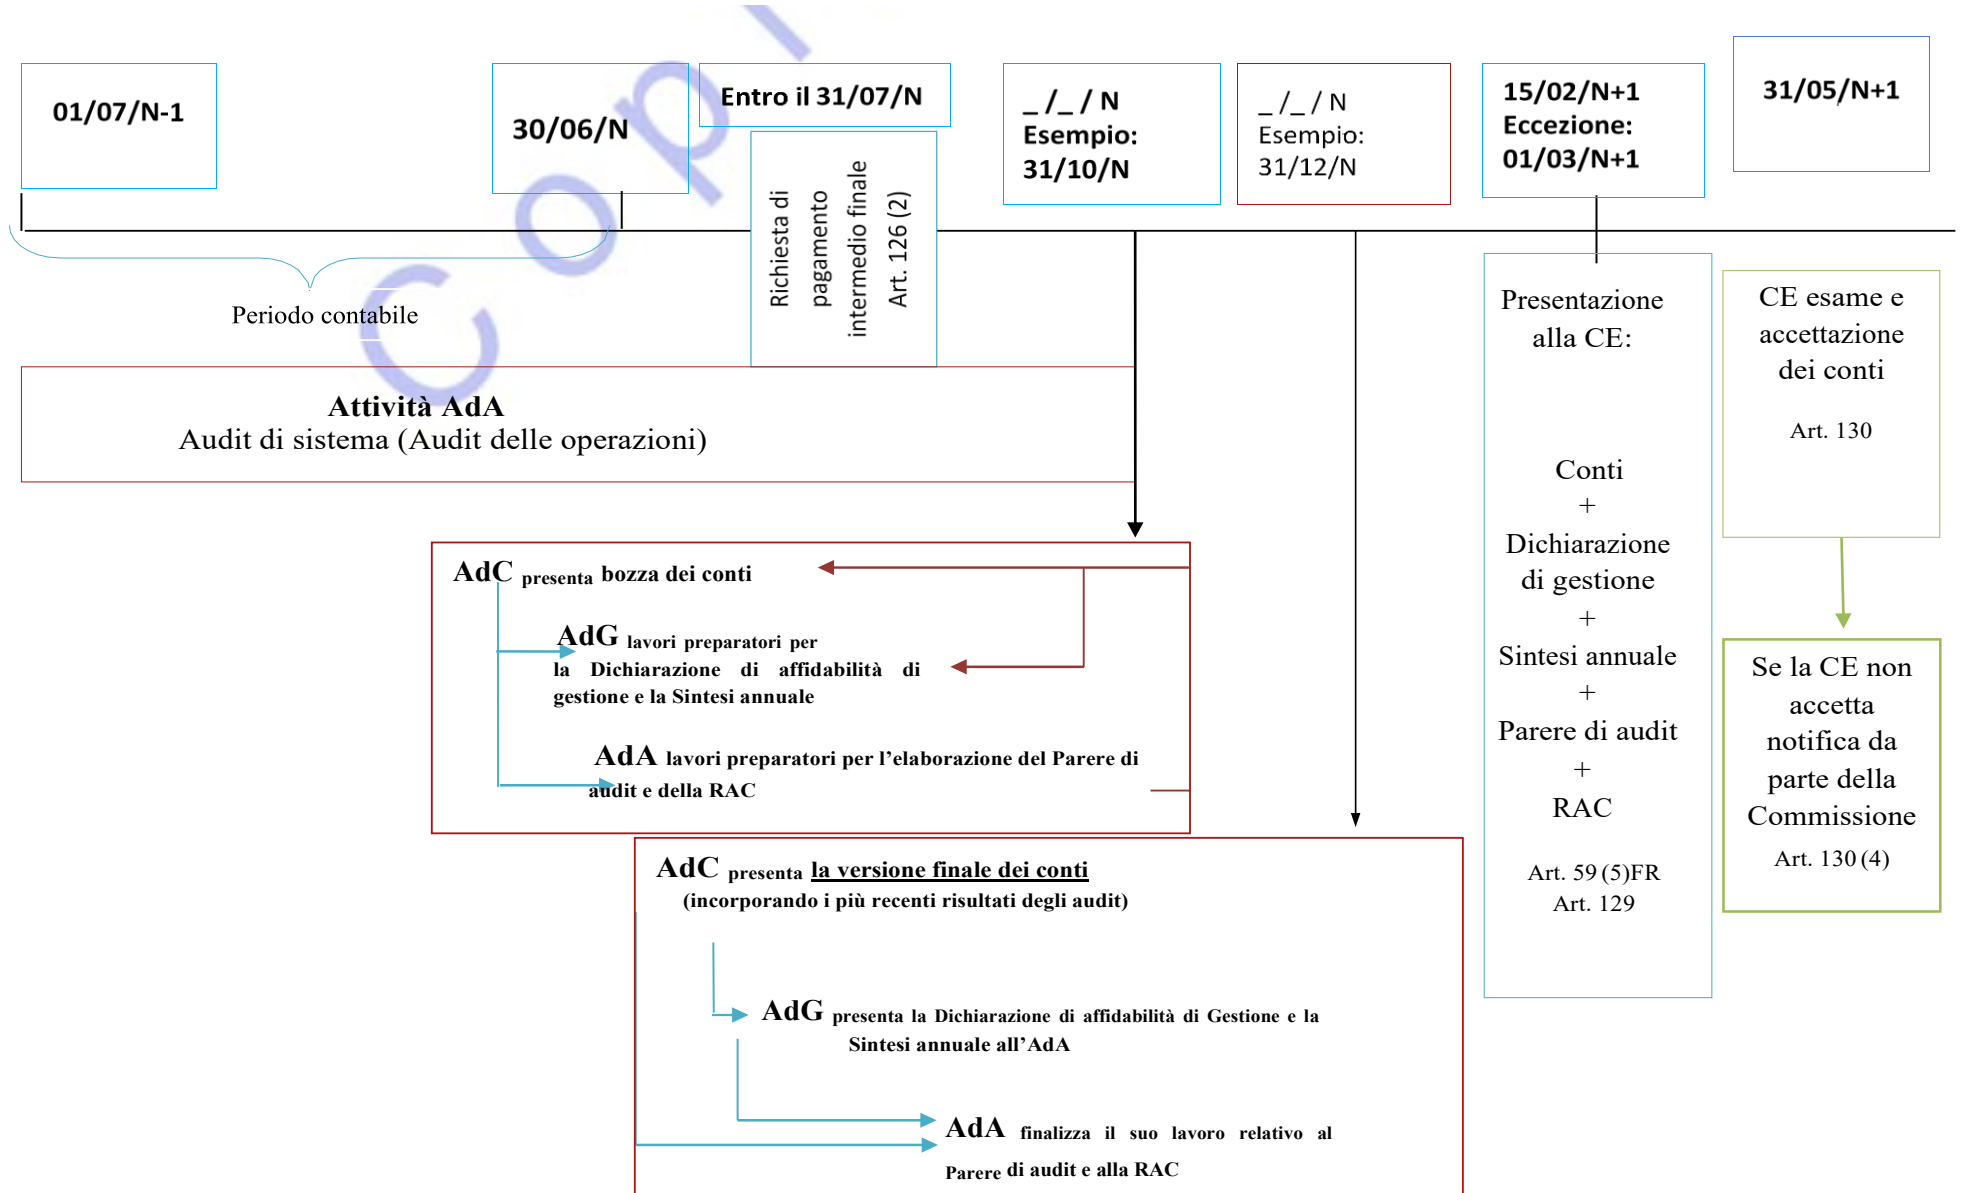 01/07/N-1
30/06/N
Entro il 31/07/N
_ /_ / N
Esempio:
31/10/N
_ /_ / N
Esempio:
31/12/N
15/02/N+1
Eccezione:
01/03/N+1
31/05/N+1
Richiesta di
pagamento
intermedio finale
Art. 126 (2)
Periodo contabile
Cop
Attività AdA
Audit di sistema (Audit delle operazioni)
AdC presenta bozza dei conti
AdG lavori preparatori per
la Dichiarazione di affidabilità di
gestione e la Sintesi annuale
AdA lavori preparatori per l’elaborazione del Parere di
audit e della RAC
AdC presenta la versione finale dei conti
(incorporando i più recenti risultati degli audit)
AdG presenta la Dichiarazione di affidabilità di Gestione e la
Sintesi annuale all’AdA
AdA finalizza il suo lavoro relativo al
Parere di audit e alla RAC
Presentazione
alla CE:
Conti
+
Dichiarazione
di gestione
+
Sintesi annuale
+
Parere di audit
+
RAC
Art. 59 (5)FR
Art. 129
CE esame e
accettazione
dei conti
Art. 130
Se la CE non
accetta
notifica da
parte della
Commissione
Art. 130 (4)